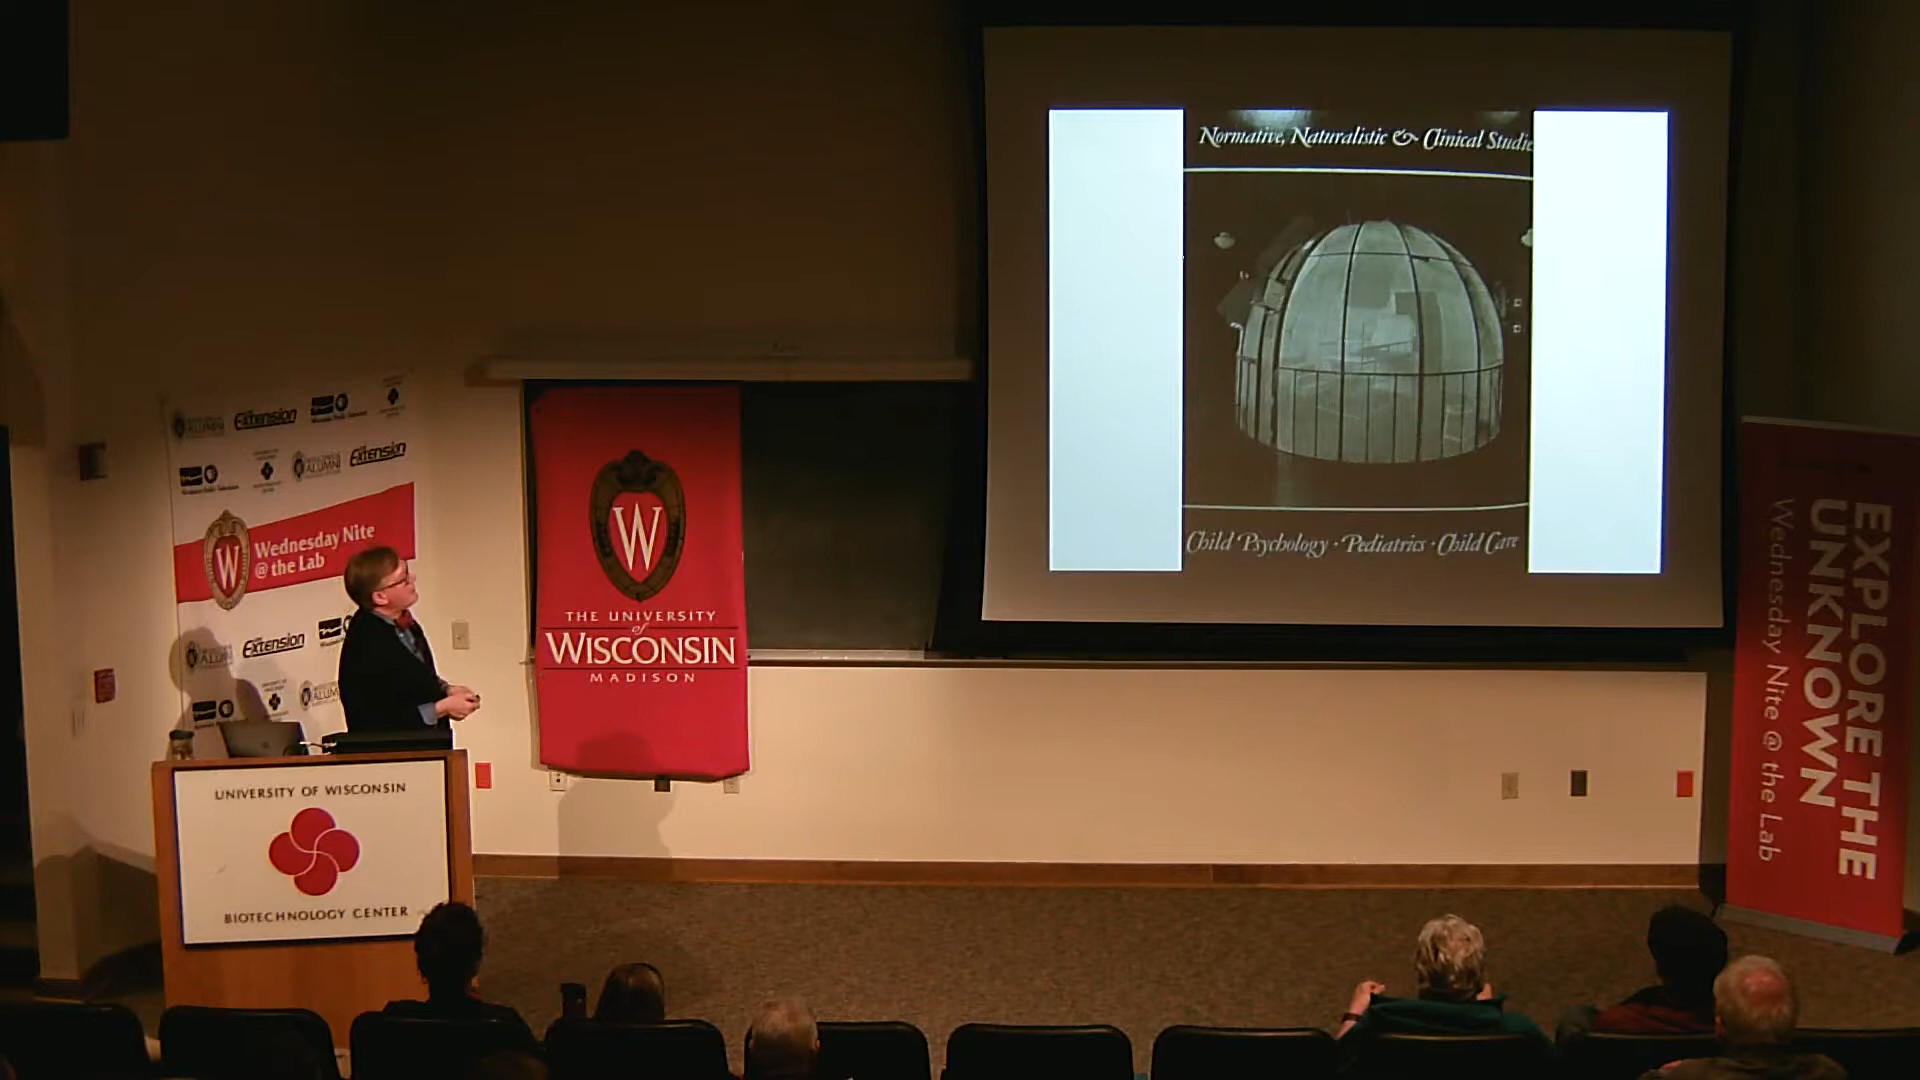 Normative, Naturalistic & Clinical Studie
Child Psychology · Pediatrics · Child Care
ALUMNI
Extension
ALUMNI
Extension
Wednesday Nite
@ the Lab
W
Extension
W
THE UNIVERSITY
of
WISCONSIN
MADISON
UNIVERSITY OF WISCONSIN
BIOTECHNOLOGY CENTER
EXPLORE THE
UNKNOWN
Wednesday Nite @ the Lab